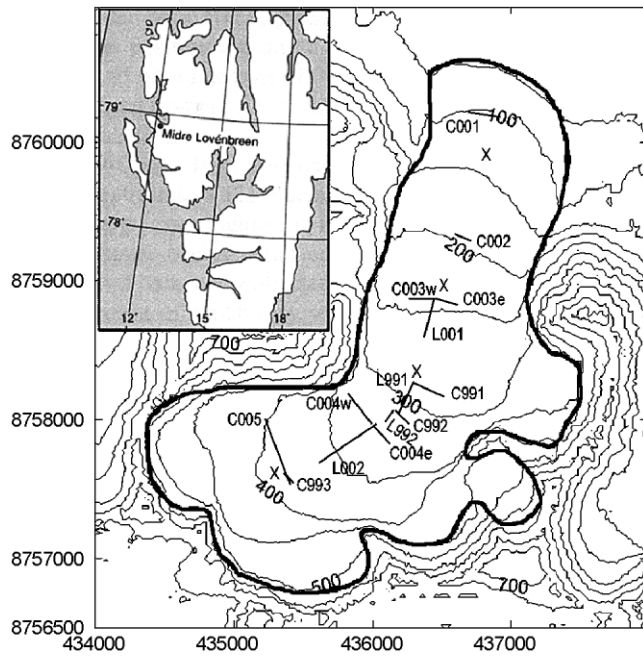 79°
Midre Lovénbreen
78°
12°
15°
18°
8760000
8759000
8758000
8757000
8756500
434000
435000
436000
437000
100
C001
X
C002
200
C003w
X
C003e
L001
700
L991
X
C991
300
C004w
C992
L992
C004e
C005
L002
X
C993
400
500
700